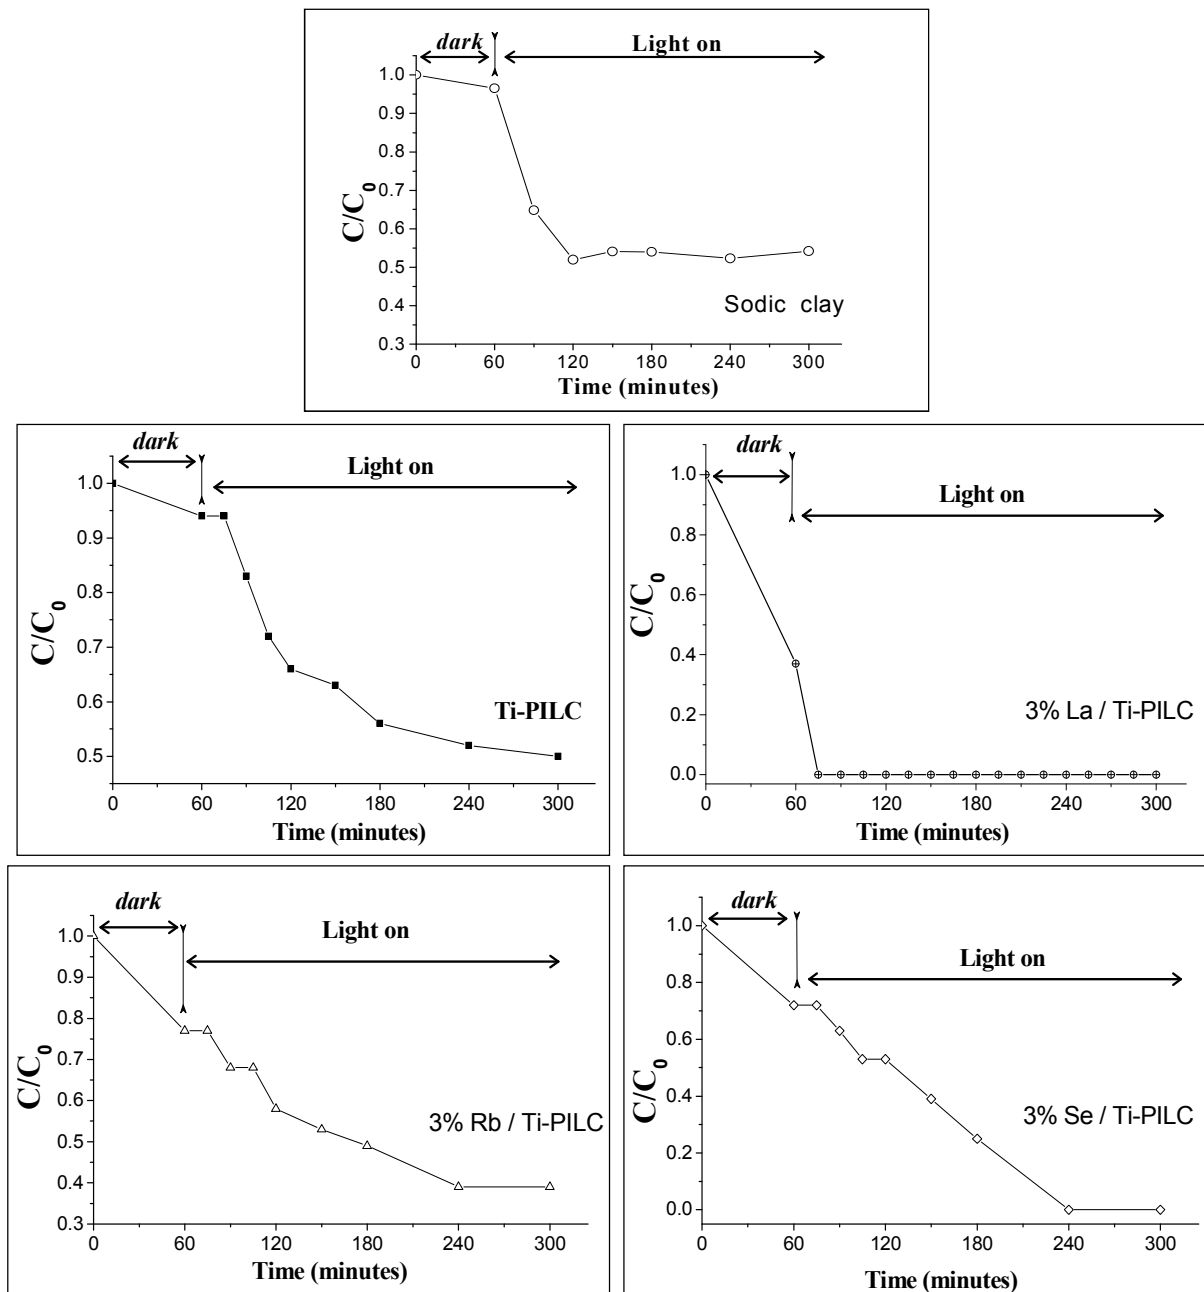 dark
Light on
1.0
0.9
0.8
0.7
0.6
0.5
0.4
0.3
C/C0
Sodic clay
0 60 120 180 240 300
Time (minutes)
dark
Light on
1.0
0.9
0.8
0.7
0.6
0.5
C/C0
Ti-PILC
0 60 120 180 240 300
Time (minutes)
dark
Light on
1.0
0.8
0.6
0.4
0.2
0.0
C/C0
3% La / Ti-PILC
0 60 120 180 240 300
Time (minutes)
dark
Light on
1.0
0.9
0.8
0.7
0.6
0.5
0.4
0.3
C/C0
3% Rb / Ti-PILC
0 60 120 180 240 300
Time (minutes)
dark
Light on
1.0
0.8
0.6
0.4
0.2
0.0
C/C0
3% Se / Ti-PILC
0 60 120 180 240 300
Time (minutes)